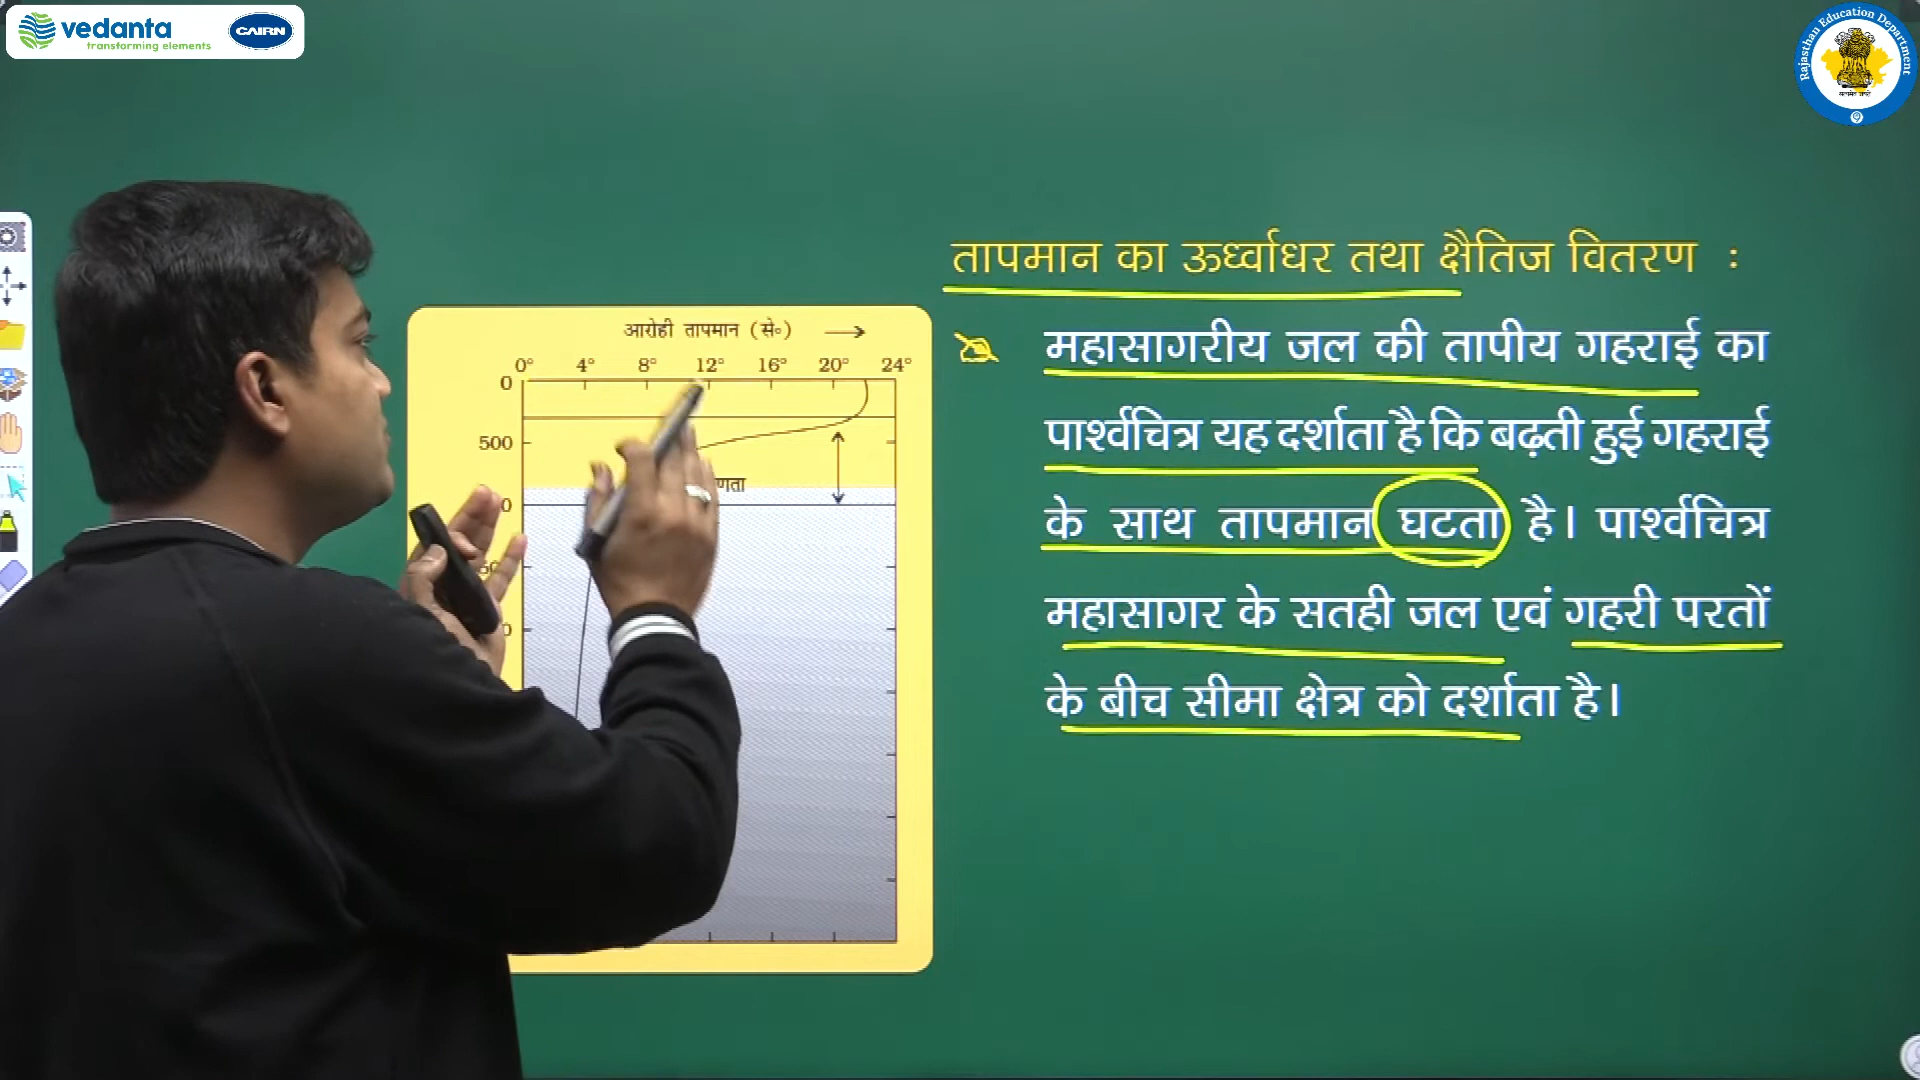 vedanta
transforming elements
CAIRN
Rajasthan Education Department
तापमान का ऊर्ध्वाधर तथा क्षैतिज वितरण :
महासागरीय जल की तापीय गहराई का
पार्श्वचित्र यह दर्शाता है कि बढ़ती हुई गहराई
के साथ तापमान घटता है। पार्श्वचित्र
महासागर के सतही जल एवं गहरी परतों
के बीच सीमा क्षेत्र को दर्शाता है।
आरोही तापमान (से०)
0° 4° 8° 12° 16° 20° 24°
0
500